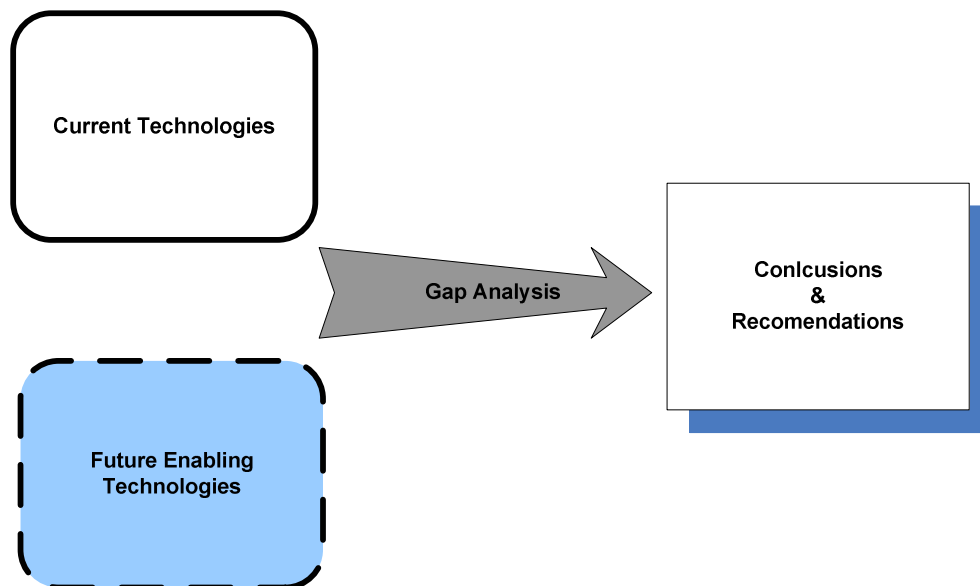 Current Technologies
Gap Analysis
Conlcusions
&
Recomendations
Future Enabling
Technologies